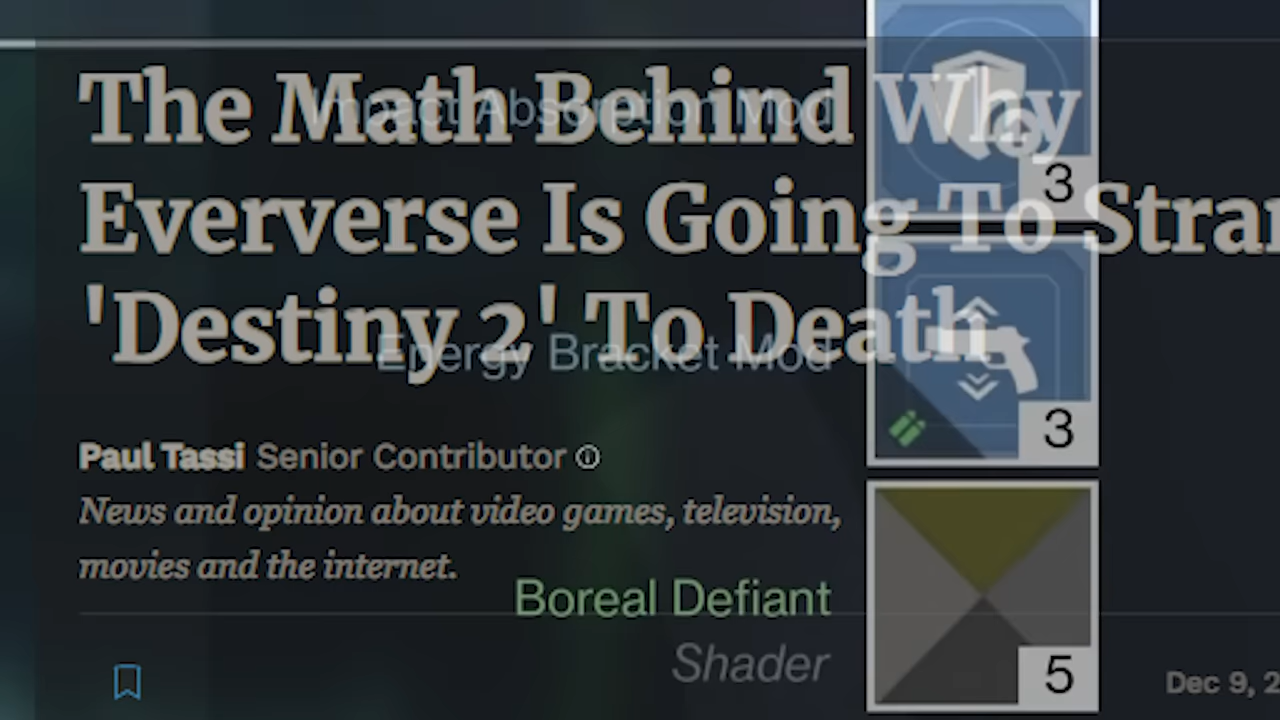 The Math Behind Why
Impact Absorption Mod
3
Eververse Is Going To Stran
'Destiny 2' To Death
Energy Bracket Mod
3
Paul Tassi Senior Contributor
News and opinion about video games, television,
movies and the internet.
Boreal Defiant
Shader
5
Dec 9, 2